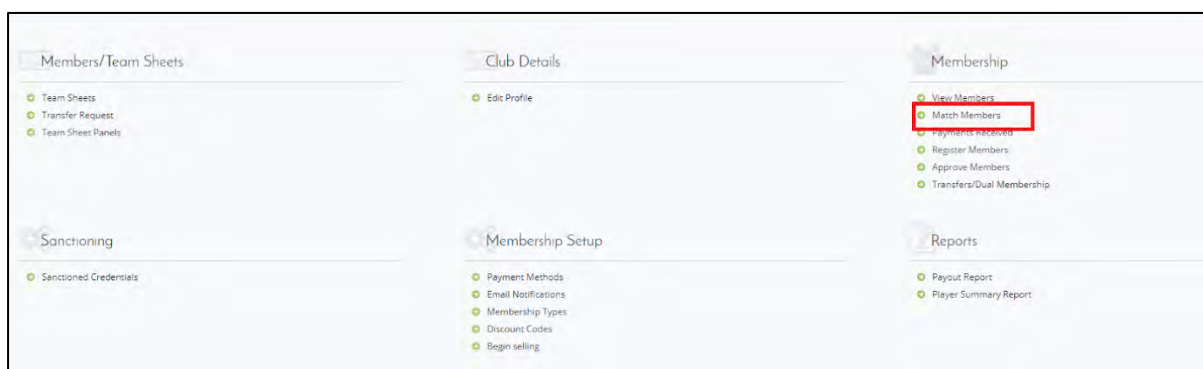 Members/Team Sheets
Team Sheets
Transfer Request
Team Sheet Panels
Club Details
Edit Profile
Membership
View Members
Match Members
Payments Received
Register Members
Approve Members
Transfers/Dual Membership
Sanctioning
Sanctioned Credentials
Membership Setup
Payment Methods
Email Notifications
Membership Types
Discount Codes
Begin selling
Reports
Payout Report
Player Summary Report